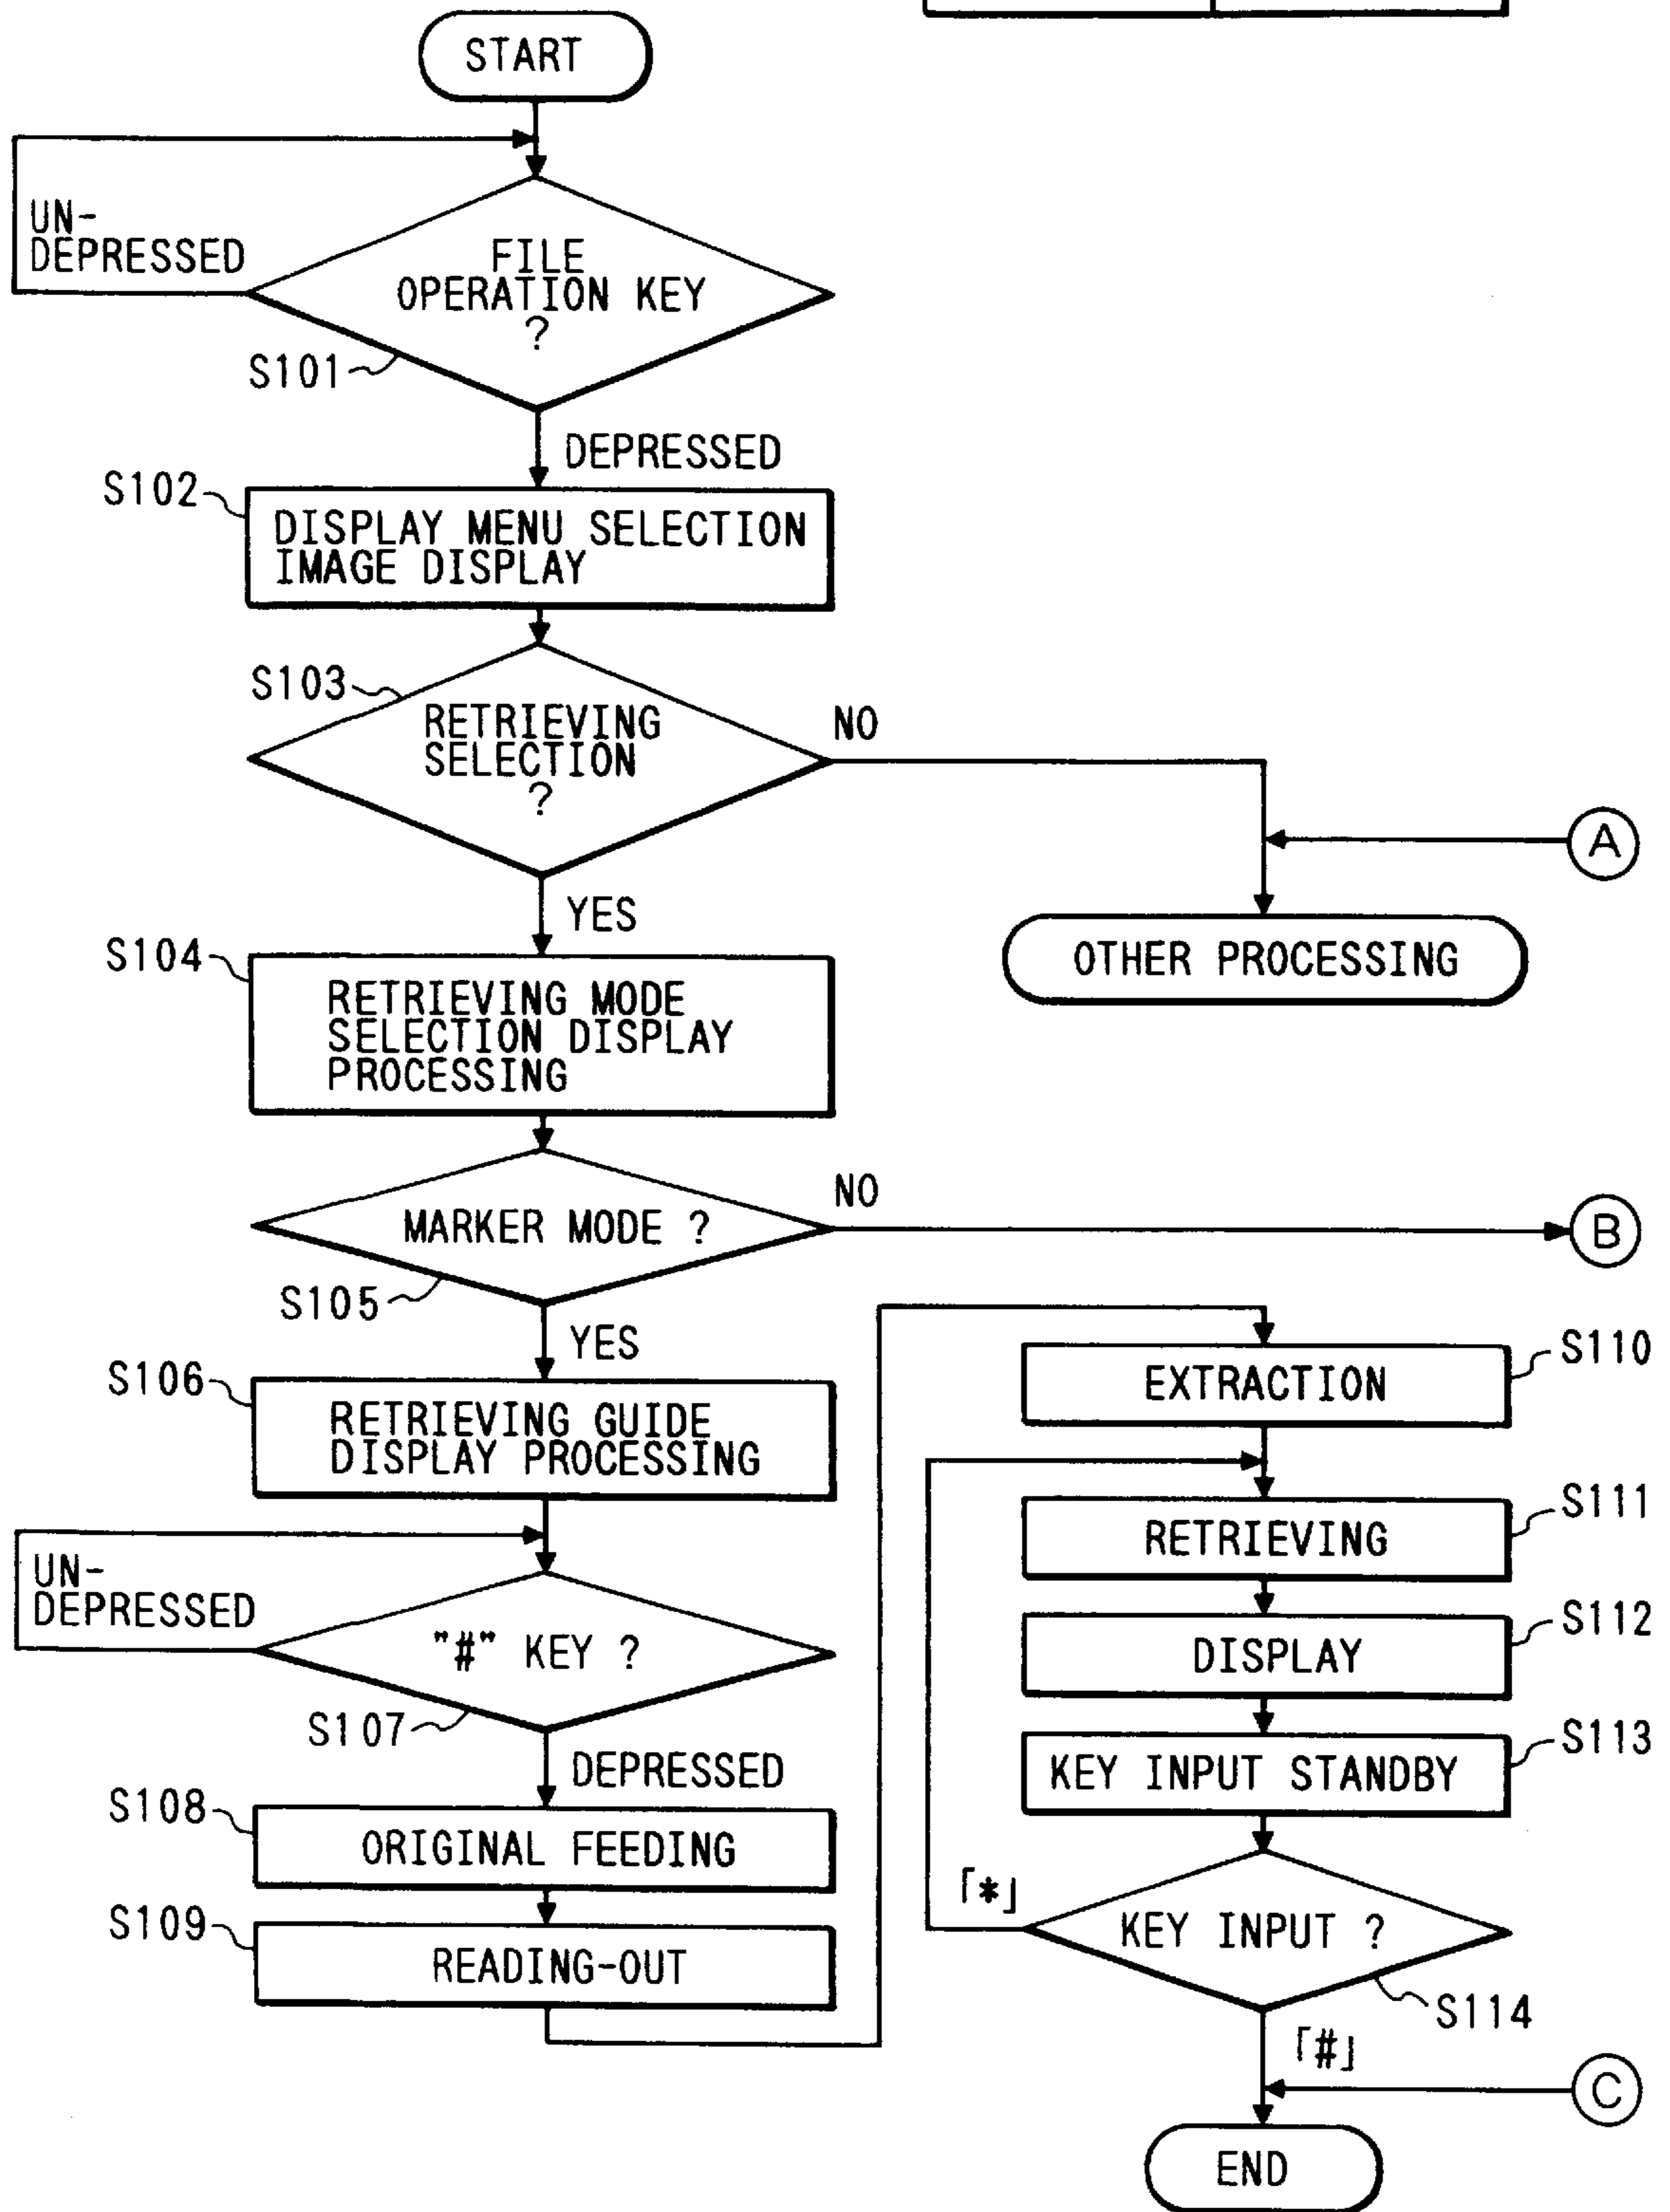 START
UN-
DEPRESSED
FILE
OPERATION KEY
?
S101
DEPRESSED
S102
DISPLAY MENU SELECTION
IMAGE DISPLAY
S103
RETRIEVING
SELECTION
?
NO
A
YES
OTHER PROCESSING
S104
RETRIEVING MODE
SELECTION DISPLAY
PROCESSING
MARKER MODE ?
NO
B
S105
YES
S106
RETRIEVING GUIDE
DISPLAY PROCESSING
UN-
DEPRESSED
"#" KEY ?
S107
DEPRESSED
S108
ORIGINAL FEEDING
S109
READING-OUT
S110
EXTRACTION
S111
RETRIEVING
S112
DISPLAY
S113
KEY INPUT STANDBY
「*」
KEY INPUT ?
S114
「#」
C
END